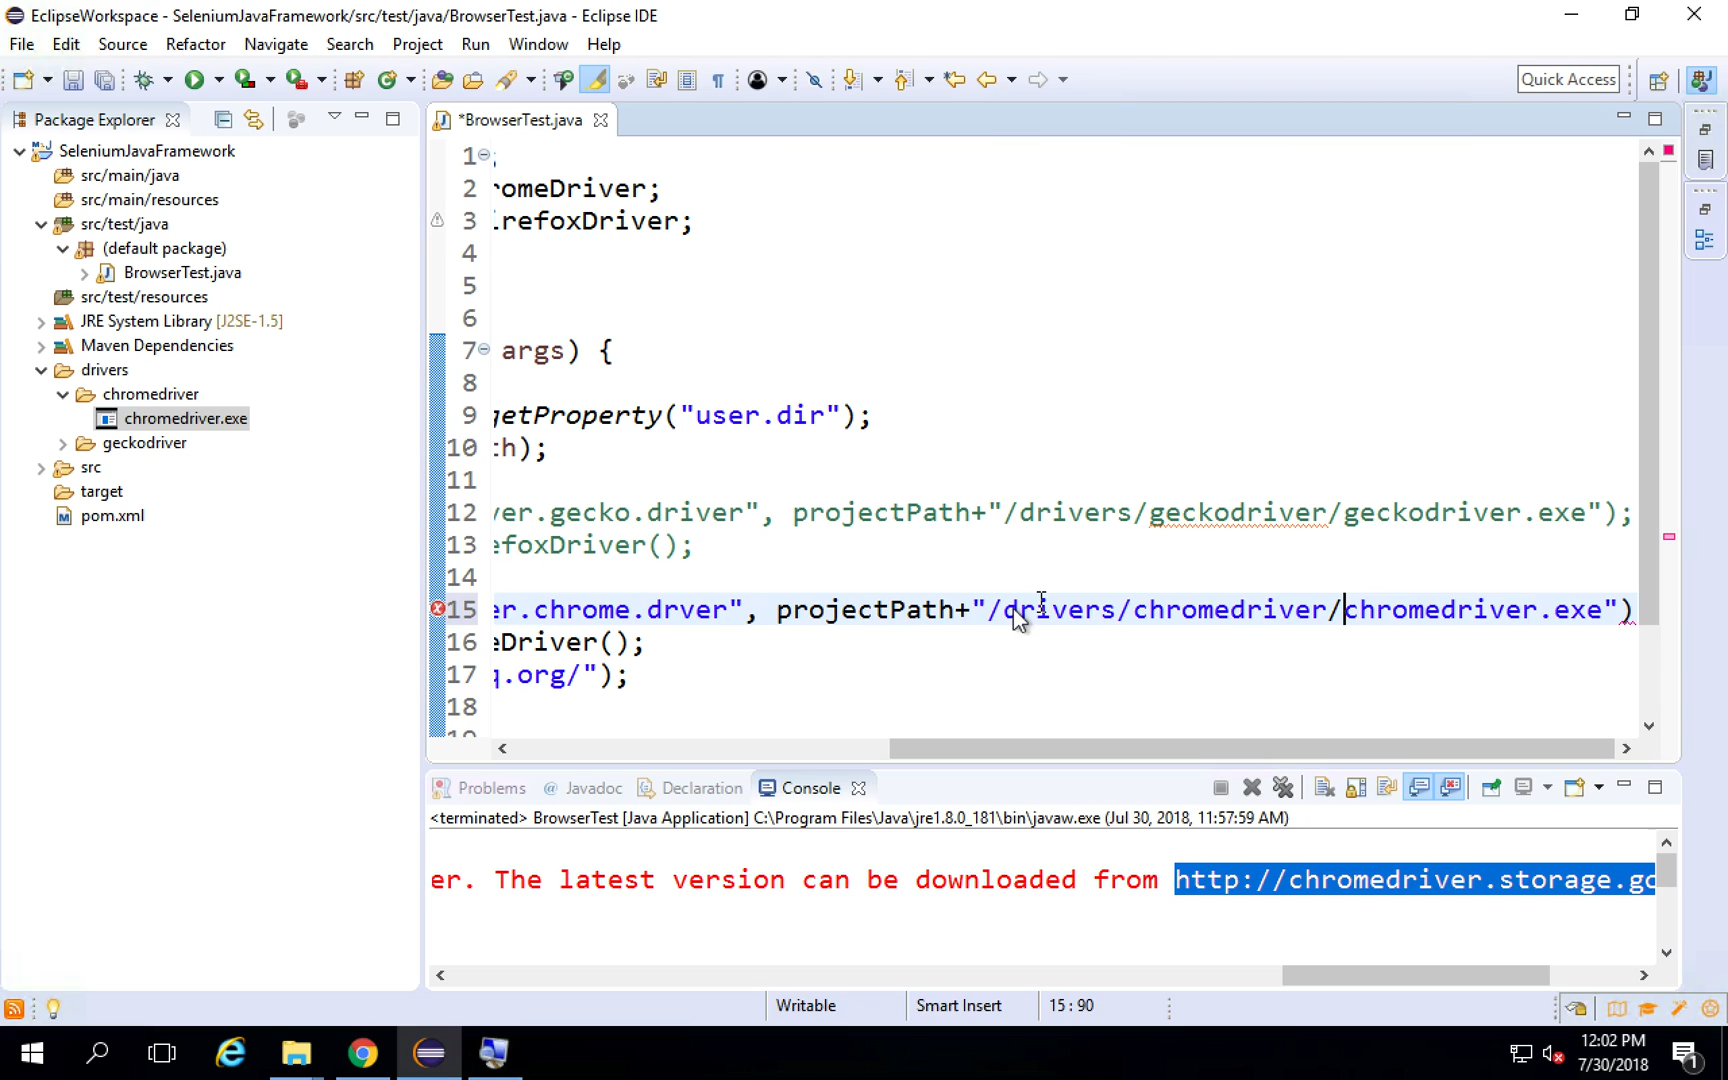 EclipseWorkspace - SeleniumJavaFramework/src/test/java/BrowserTest.java - Eclipse IDE
File Edit Source Refactor Navigate Search Project Run Window Help
Quick Access
Package Explorer
*BrowserTest.java
SeleniumJavaFramework
src/main/java
src/main/resources
src/test/java
(default package)
BrowserTest.java
src/test/resources
JRE System Library [J2SE-1.5]
Maven Dependencies
drivers
chromedriver
chromedriver.exe
geckodriver
src
target
pom.xml
1 ;
2 romeDriver;
3 irefoxDriver;
4
5
6
7 args) {
8
9 getProperty("user.dir");
10 th);
11
12 ver.gecko.driver", projectPath+"/drivers/geckodriver/geckodriver.exe");
13 efoxDriver();
14
15 er.chrome.drver", projectPath+"/drivers/chromedriver/chromedriver.exe")
16 eDriver();
17 q.org/");
18
19
Problems @ Javadoc Declaration Console
<terminated> BrowserTest [Java Application] C:\Program Files\Java\jre1.8.0_181\bin\javaw.exe (Jul 30, 2018, 11:57:59 AM)
er. The latest version can be downloaded from http://chromedriver.storage.go
Writable Smart Insert 15 : 90
12:02 PM
7/30/2018
1